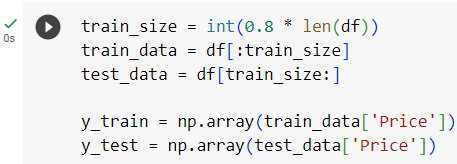 0s
train_size = int(0.8 * len(df))
train_data = df[:train_size]
test_data = df[train_size:]
y_train = np.array(train_data['Price'])
y_test = np.array(test_data['Price'])